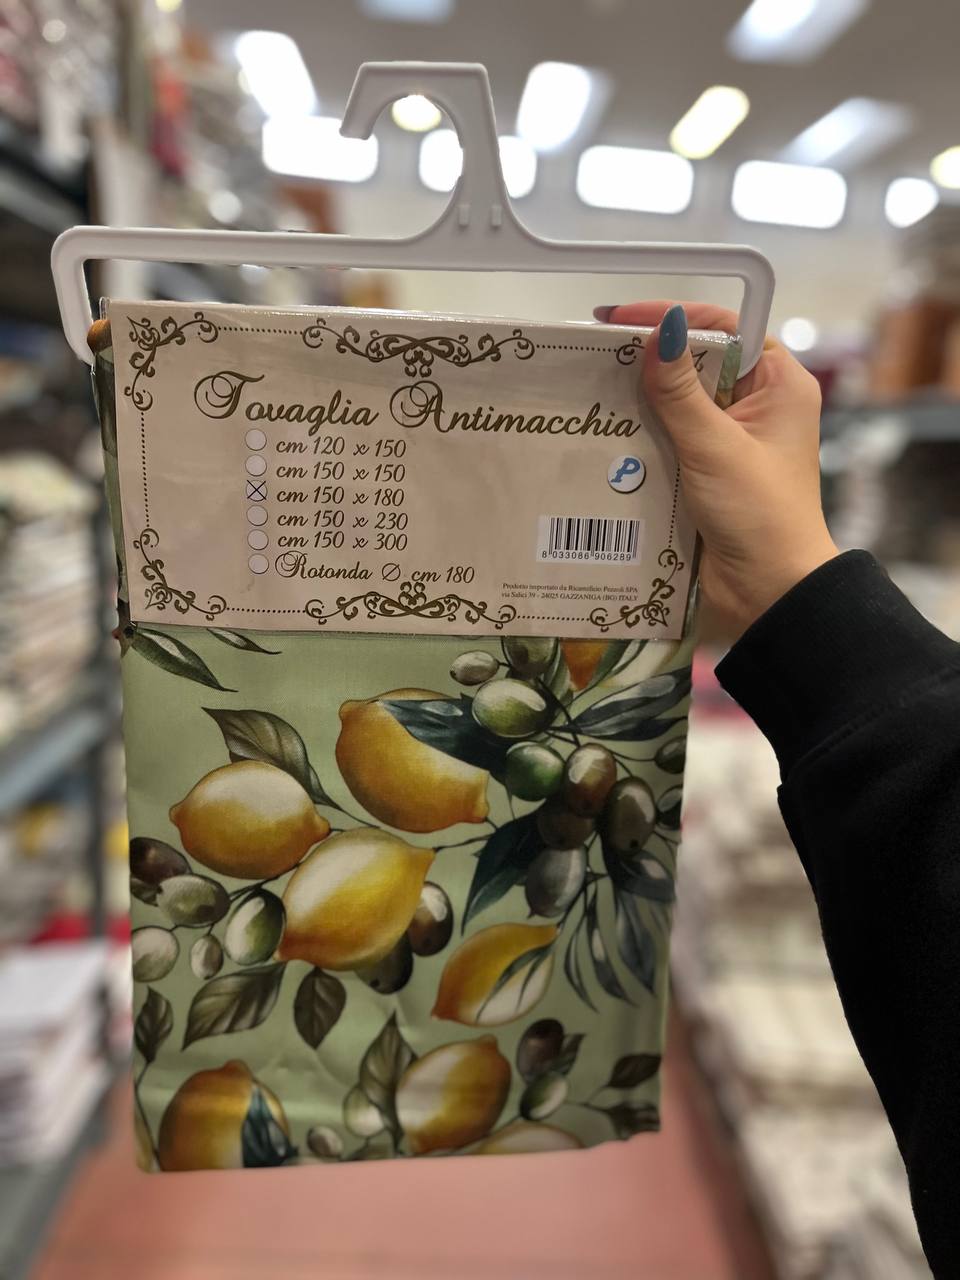 Tovaglia Antimacchia
cm 120 x 150
cm 150 x 150
cm 150 x 180
cm 150 x 230
cm 150 x 300
Rotonda Ø cm 180
P
8 033086 906289
Prodotto importato da Ricamificio Pezzoli SPA
via Salici 39 - 24025 GAZZANIGA (BG) ITALY